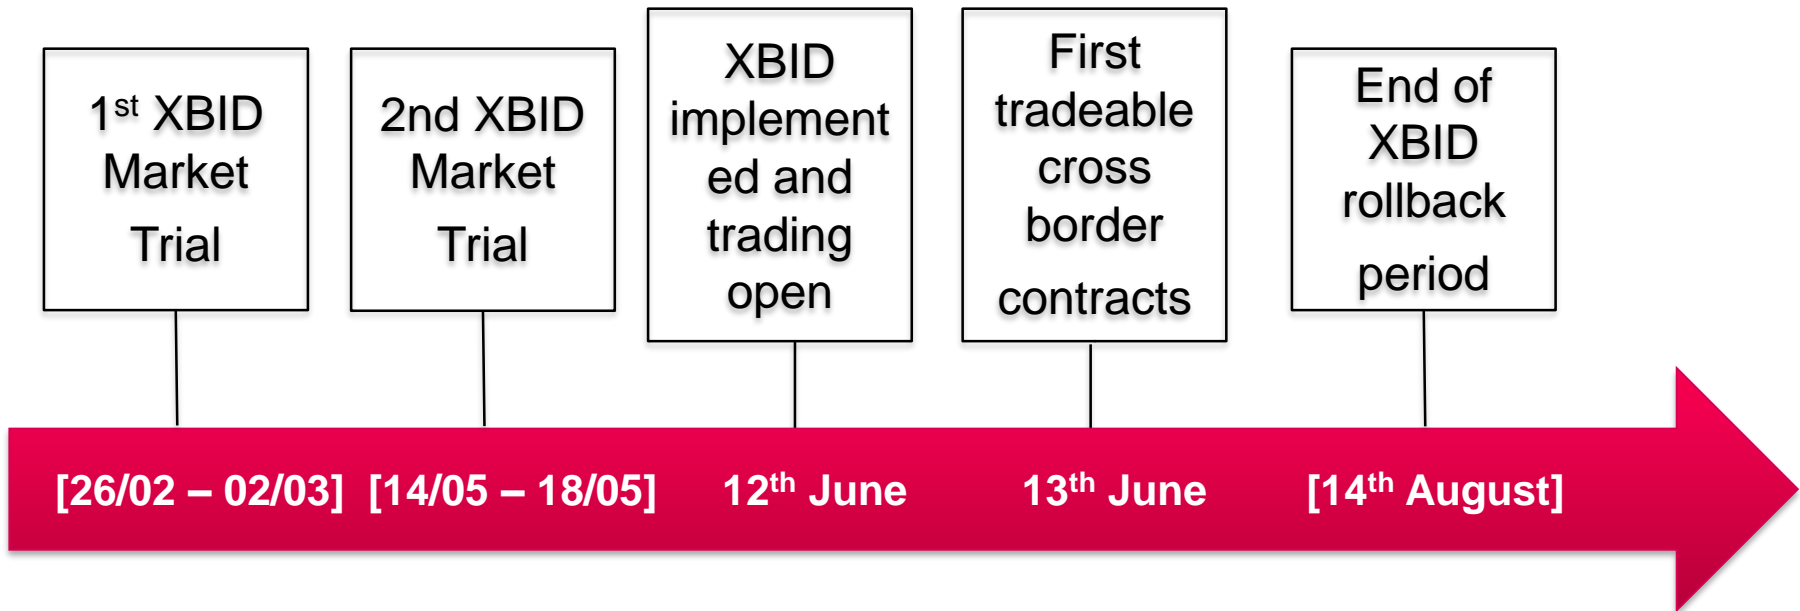 1st XBID
Market
Trial
2nd XBID
Market
Trial
XBID
implement
ed and
trading
open
First
tradeable
cross
border
contracts
End of
XBID
rollback
period
[26/02 – 02/03]
[14/05 – 18/05]
12th June
13th June
[14th August]